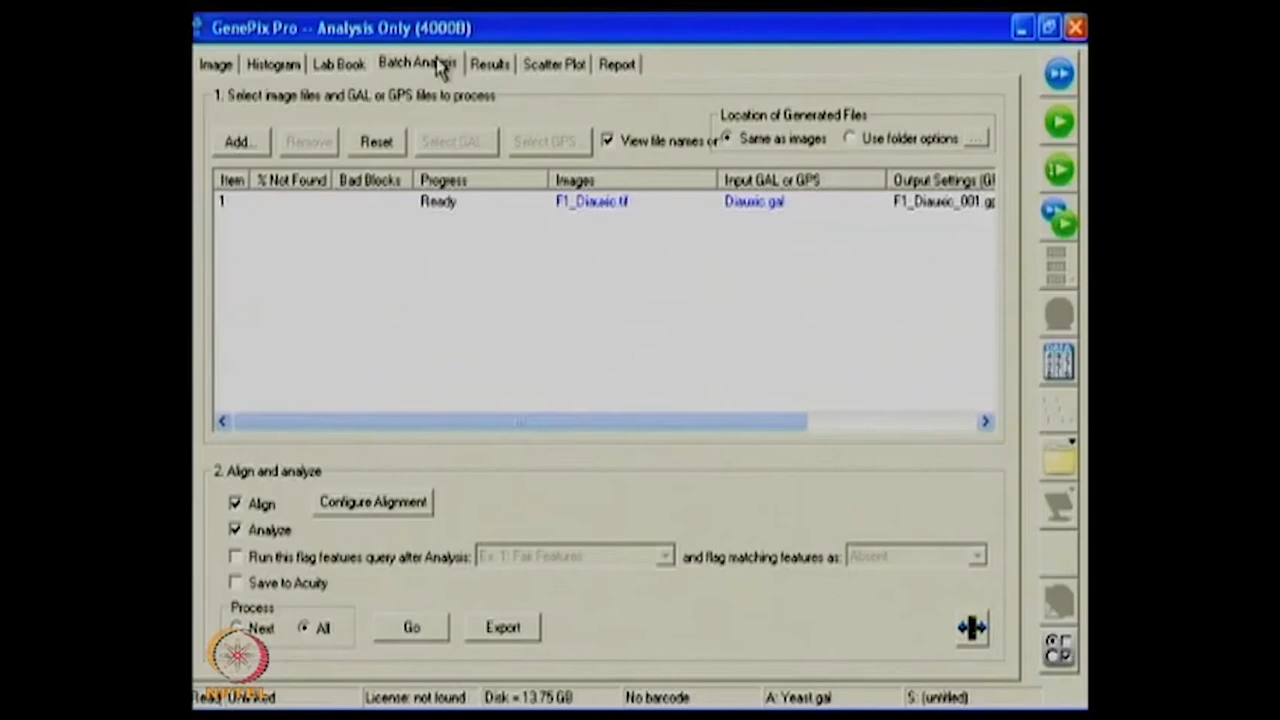 GenePix Pro -- Analysis Only (4000B)
Image Histogram Lab Book Batch Analysis Results Scatter Plot Report
1. Select image files and GAL or GPS files to process
Location of Generated Files
Add... Remove Reset Select GAL... Select GPS... View file names or Same as images Use folder options ...
Item % Not Found Bad Blocks Progress Images Input GAL or GPS Output Settings (G
1 Ready F1_Diauxic.tif Diauxic.gal F1_Diauxic_001.gp
2. Align and analyze
Align Configure Alignment
Analyze
Run this flag features query after Analysis: Ex. 1: Fair Features and flag matching features as: Absent
Save to Acuity
Process
Next All Go Export
NPTEL
License: not found Disk = 13.75 GB No barcode A: Yeast.gal S: (untitled)